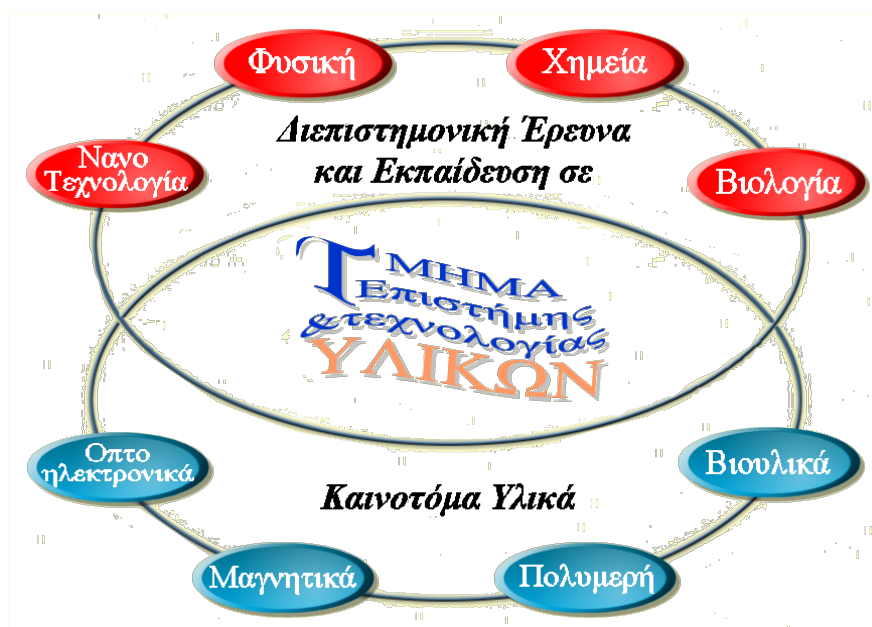 Φυσική
Χημεία
Νανο
Τεχνολογία
Διεπιστημονική Έρευνα
και Εκπαίδευση σε
Βιολογία
ΤΜΗΜΑ
Επιστήμης
&τεχνολογίας
ΥΛΙΚΩΝ
Οπτο
ηλεκτρονικά
Βιουλικά
Καινοτόμα Υλικά
Μαγνητικά
Πολυμερή